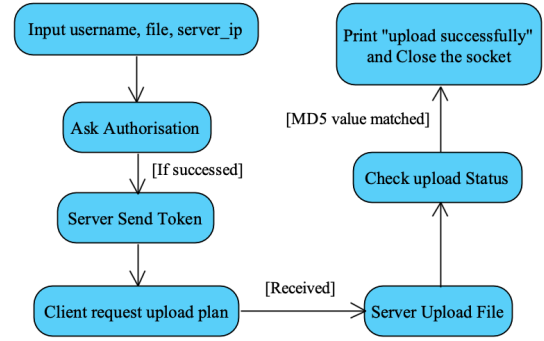 Input username, file, server_ip
Ask Authorisation
[If successed]
Server Send Token
Client request upload plan
[Received]
Server Upload File
Check upload Status
[MD5 value matched]
Print "upload successfully"
and Close the socket